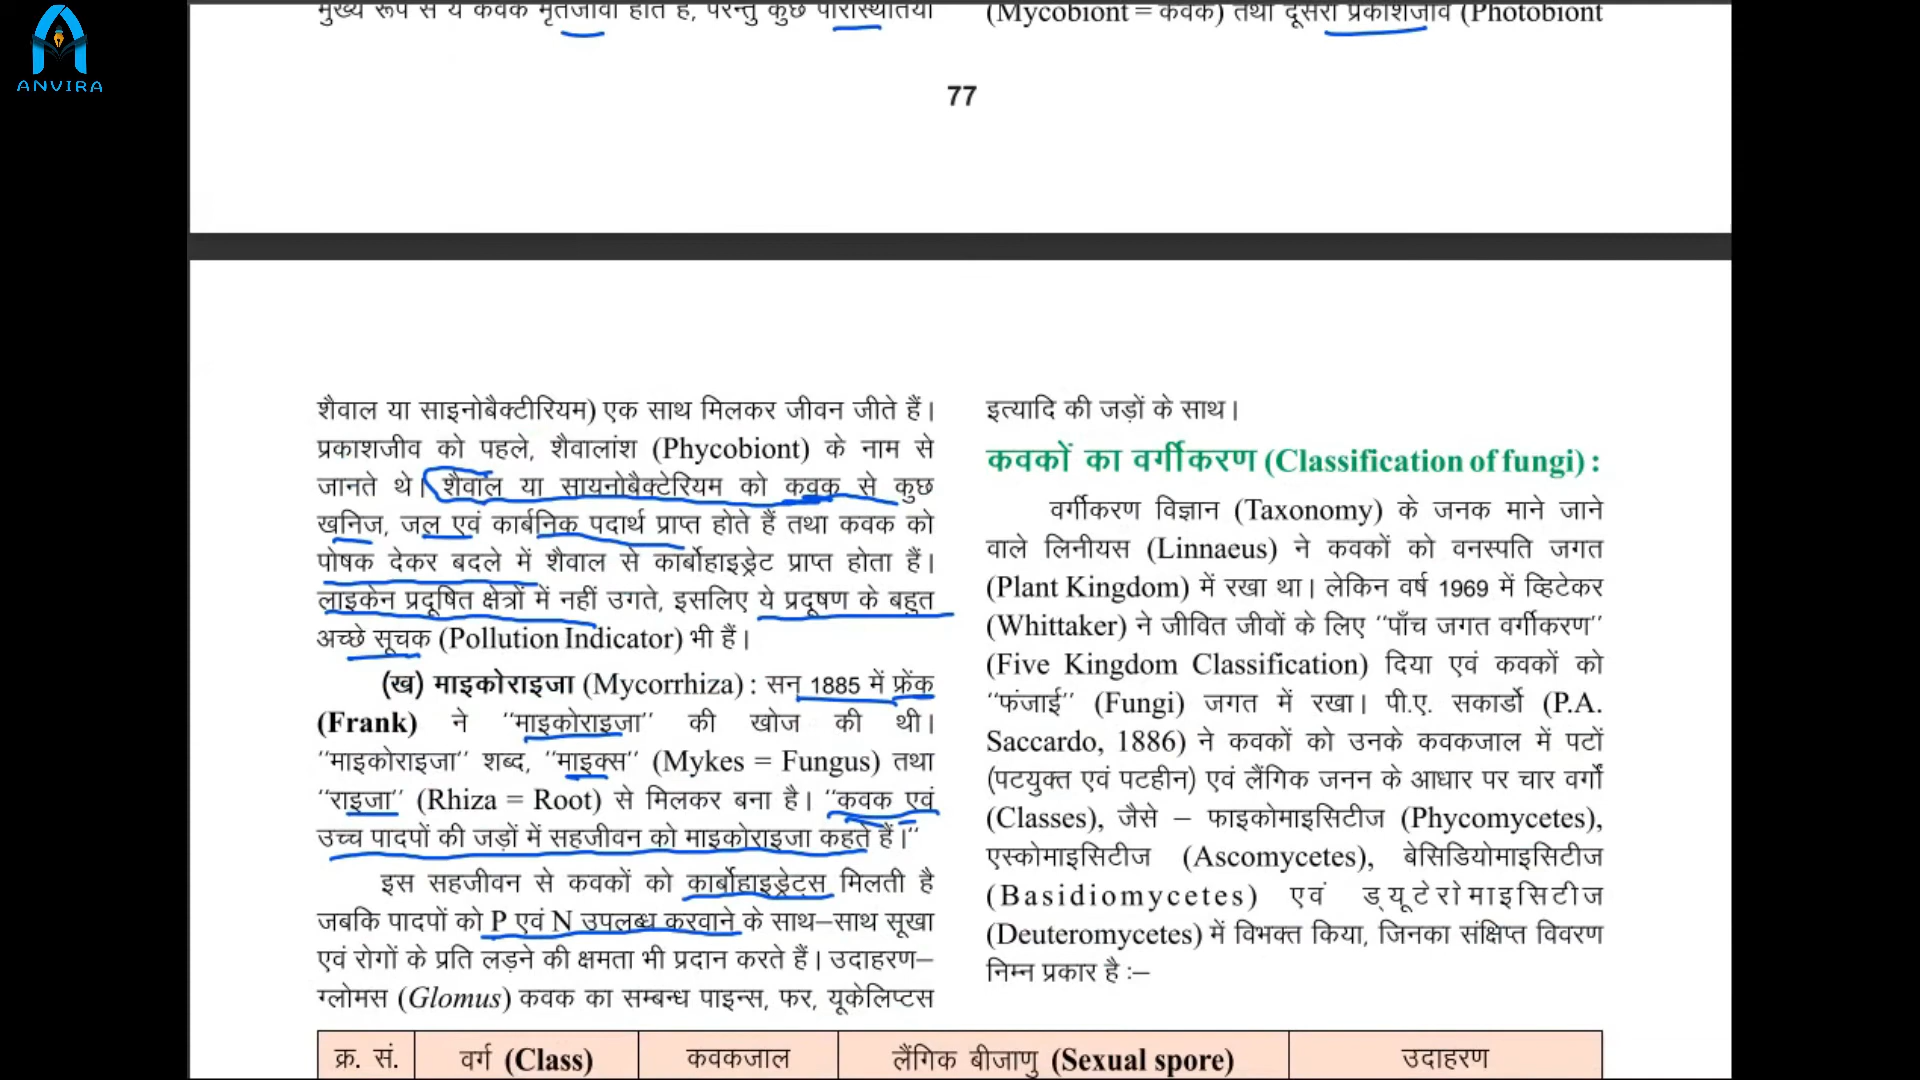 ANVIRA
मुख्य रूप से ये कवक मृतजीवी होते हैं, परन्तु कुछ परिस्थितियों
(Mycobiont = कवक) तथा दूसरा प्रकाशजीव (Photobiont
77
शैवाल या साइनोबैक्टीरियम) एक साथ मिलकर जीवन जीते हैं।
प्रकाशजीव को पहले, शैवालांश (Phycobiont) के नाम से
जानते थे। शैवाल या सायनोबैक्टेरियम को कवक से कुछ
खनिज, जल एवं कार्बनिक पदार्थ प्राप्त होते हैं तथा कवक को
पोषक देकर बदले में शैवाल से कार्बोहाइड्रेट प्राप्त होता हैं।
लाइकेन प्रदूषित क्षेत्रों में नहीं उगते, इसलिए ये प्रदूषण के बहुत
अच्छे सूचक (Pollution Indicator) भी हैं।
(ख) माइकोराइजा (Mycorrhiza) : सन् 1885 में फ्रेंक
(Frank) ने "माइकोराइजा" की खोज की थी।
"माइकोराइजा" शब्द, "माइक्स" (Mykes = Fungus) तथा
"राइजा" (Rhiza = Root) से मिलकर बना है। "कवक एवं
उच्च पादपों की जड़ों में सहजीवन को माइकोराइजा कहते हैं।"
इस सहजीवन से कवकों को कार्बोहाइड्रेट्स मिलती है
जबकि पादपों को P एवं N उपलब्ध करवाने के साथ–साथ सूखा
एवं रोगों के प्रति लड़ने की क्षमता भी प्रदान करते हैं। उदाहरण–
ग्लोमस (Glomus) कवक का सम्बन्ध पाइन्स, फर, यूकेलिप्टस
इत्यादि की जड़ों के साथ।
कवकों का वर्गीकरण (Classification of fungi) :
वर्गीकरण विज्ञान (Taxonomy) के जनक माने जाने
वाले लिनीयस (Linnaeus) ने कवकों को वनस्पति जगत
(Plant Kingdom) में रखा था। लेकिन वर्ष 1969 में व्हिटेकर
(Whittaker) ने जीवित जीवों के लिए "पाँच जगत वर्गीकरण"
(Five Kingdom Classification) दिया एवं कवकों को
"फंजाई" (Fungi) जगत में रखा। पी.ए. सकार्डो (P.A.
Saccardo, 1886) ने कवकों को उनके कवकजाल में पटों
(पटयुक्त एवं पटहीन) एवं लैंगिक जनन के आधार पर चार वर्गों
(Classes), जैसे – फाइकोमाइसिटीज (Phycomycetes),
एस्कोमाइसिटीज (Ascomycetes), बेसिडियोमाइसिटीज
(Basidiomycetes) एवं ड्यूटेरोमाइसिटीज
(Deuteromycetes) में विभक्त किया, जिनका संक्षिप्त विवरण
निम्न प्रकार है :–
क्र. सं. वर्ग (Class) कवकजाल लैंगिक बीजाणु (Sexual spore) उदाहरण